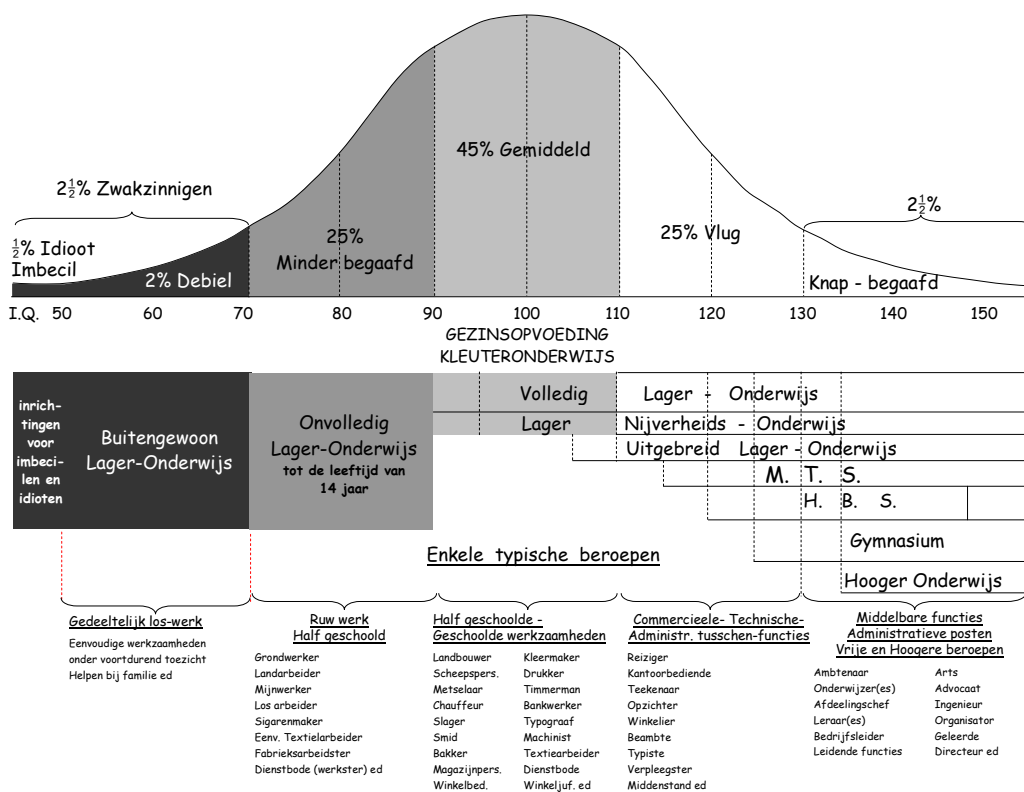 45% Gemiddeld
2½% Zwakzinnigen
2½%
½% Idioot
Imbecil
25%
Minder begaafd
25% Vlug
2% Debiel
Knap - begaafd
I.Q. 50 60 70 80 90 100 110 120 130 140 150
GEZINSOPVOEDING
KLEUTERONDERWIJS
inrich-
tingen
voor
imbeci-
len en
idioten
Buitengewoon
Lager-Onderwijs
Onvolledig
Lager-Onderwijs
tot de leeftijd van
14 jaar
Volledig Lager - Onderwijs
Lager Nijverheids - Onderwijs
Uitgebreid Lager - Onderwijs
M. T. S.
H. B. S.
Gymnasium
Hooger Onderwijs
Enkele typische beroepen
Gedeeltelijk los-werk
Eenvoudige werkzaamheden
onder voortdurend toezicht
Helpen bij familie ed
Ruw werk
Half geschoold
Grondwerker
Landarbeider
Mijnwerker
Los arbeider
Sigarenmaker
Eenv. Textielarbeider
Fabrieksarbeidster
Dienstbode (werkster) ed
Half geschoolde -
Geschoolde werkzaamheden
Landbouwer
Scheepspers.
Metselaar
Chauffeur
Slager
Smid
Bakker
Magazijnpers.
Winkelbed.
Kleermaker
Drukker
Timmerman
Bankwerker
Typograaf
Machinist
Textiearbeider
Dienstbode
Winkeljuf. ed
Commercieele- Technische-
Administr. tusschen-functies
Reiziger
Kantoorbediende
Teekenaar
Opzichter
Winkelier
Beambte
Typiste
Verpleegster
Middenstand ed
Middelbare functies
Administratieve posten
Vrije en Hoogere beroepen
Ambtenaar
Onderwijzer(es)
Afdeelingschef
Leraar(es)
Bedrijfsleider
Leidende functies
Arts
Advocaat
Ingenieur
Organisator
Geleerde
Directeur ed